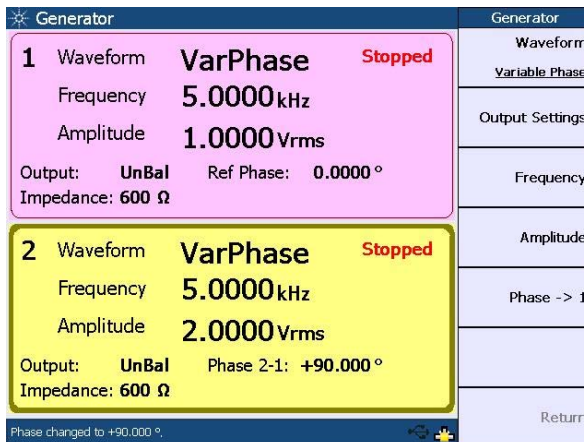 Generator
1 Waveform VarPhase Stopped
Frequency 5.0000 kHz
Amplitude 1.0000 Vrms
Output: UnBal Ref Phase: 0.0000 °
Impedance: 600 Ω
2 Waveform VarPhase Stopped
Frequency 5.0000 kHz
Amplitude 2.0000 Vrms
Output: UnBal Phase 2-1: +90.000 °
Impedance: 600 Ω
Phase changed to +90.000 °.
Generator
Waveform
Variable Phase
Output Settings
Frequency
Amplitude
Phase -> 1
Return